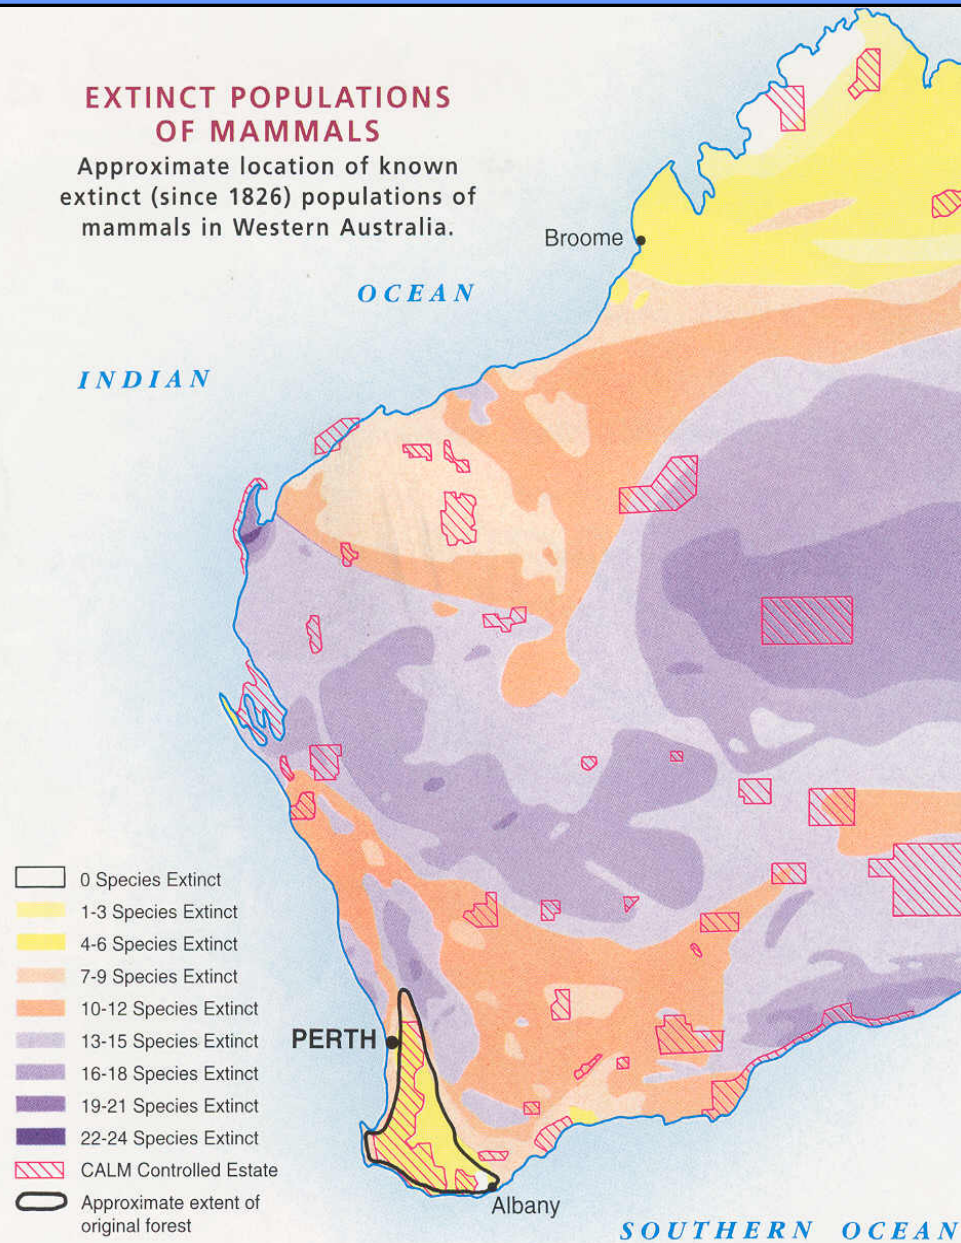 EXTINCT POPULATIONS
OF MAMMALS
Approximate location of known
extinct (since 1826) populations of
mammals in Western Australia.
Broome
OCEAN
INDIAN
0 Species Extinct
1-3 Species Extinct
4-6 Species Extinct
7-9 Species Extinct
10-12 Species Extinct
13-15 Species Extinct
16-18 Species Extinct
19-21 Species Extinct
22-24 Species Extinct
CALM Controlled Estate
Approximate extent of
original forest
PERTH
Albany
SOUTHERN OCEAN